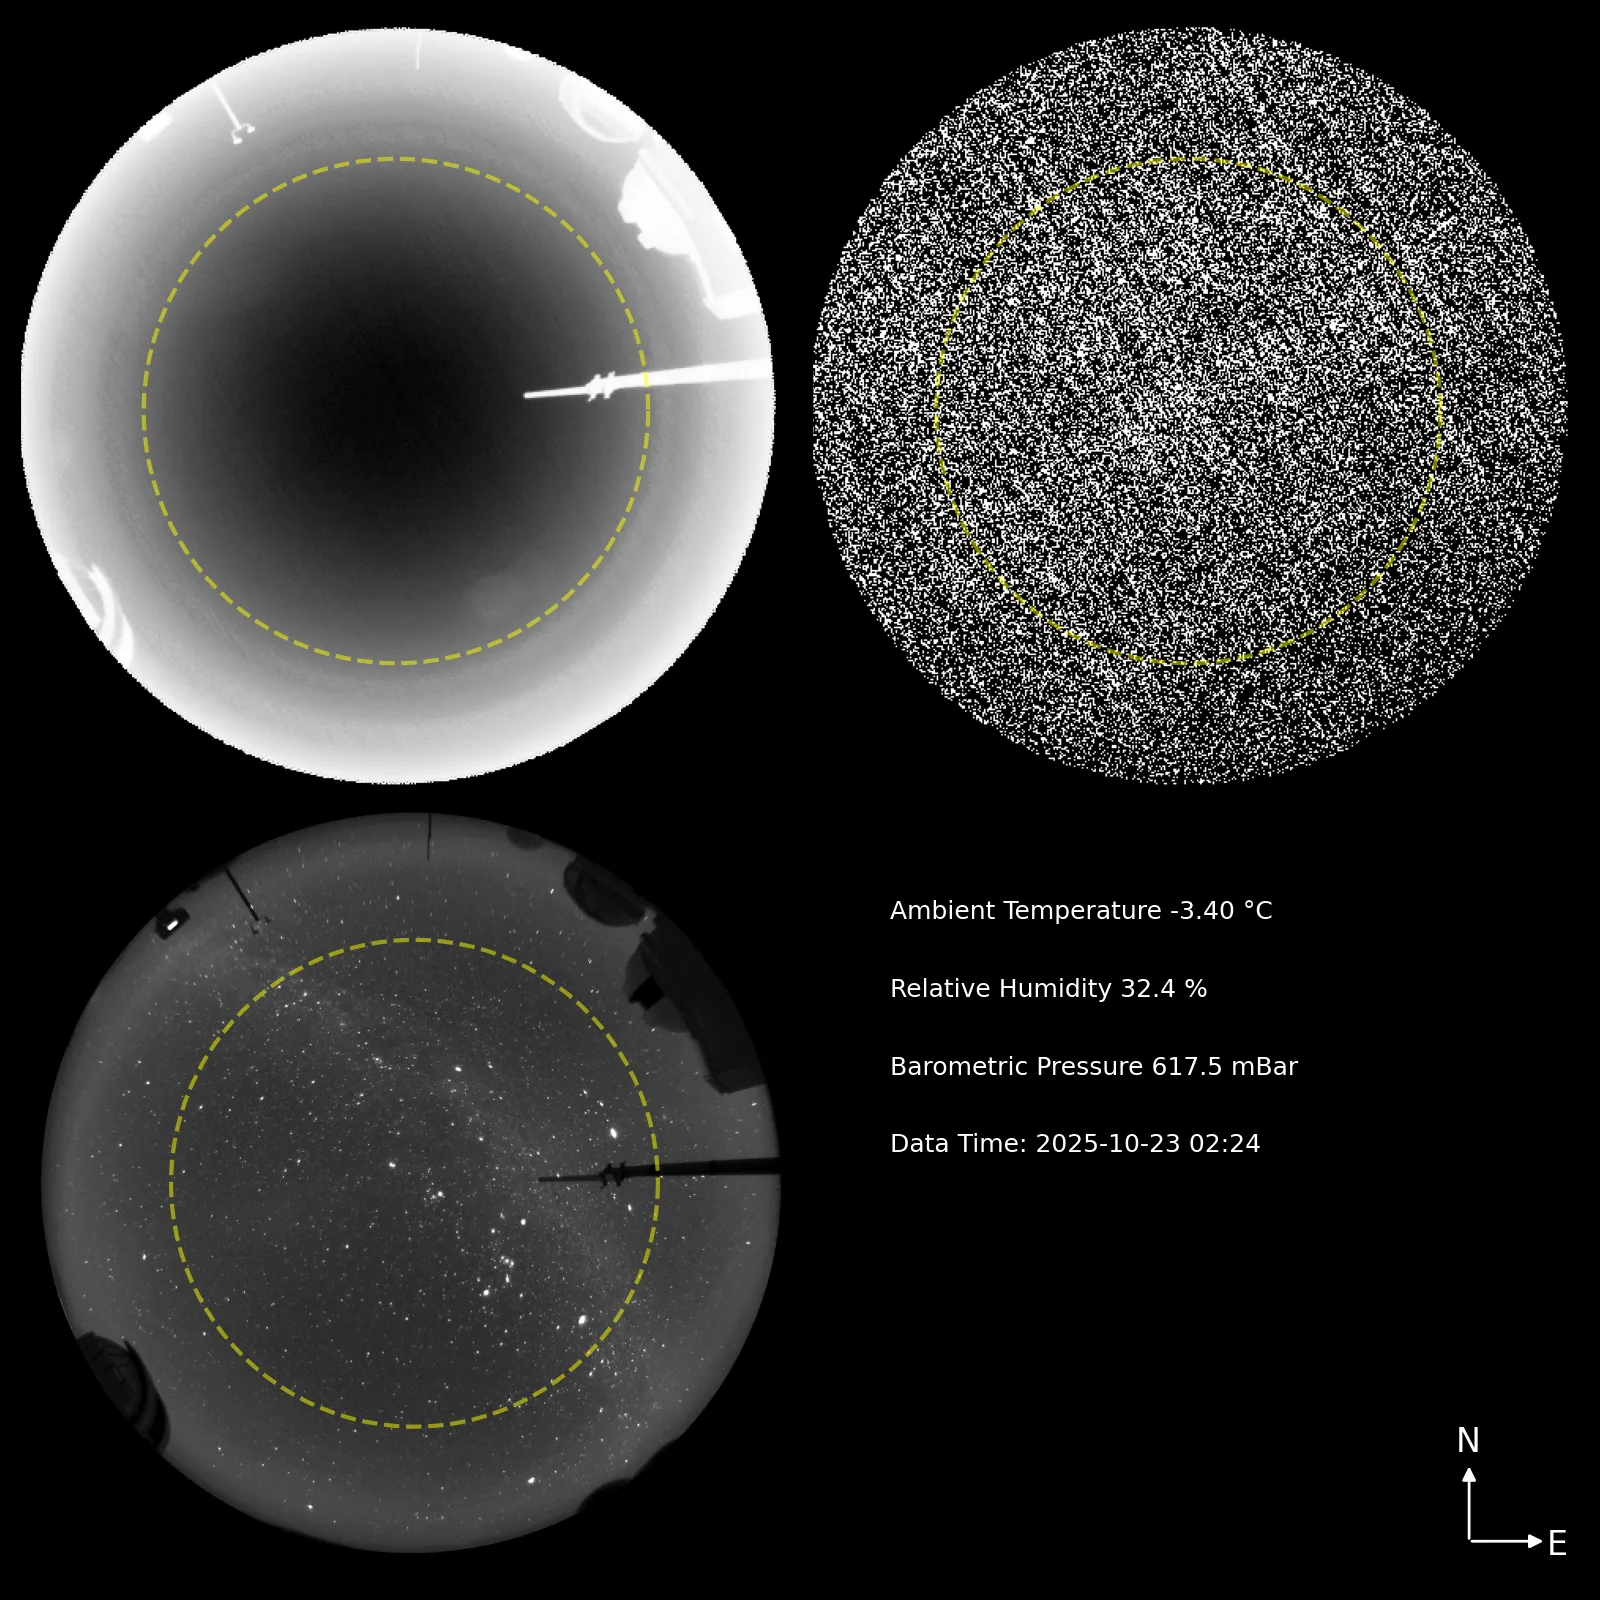 Ambient Temperature -3.40 °C
Relative Humidity 32.4 %
Barometric Pressure 617.5 mBar
Data Time: 2025-10-23 02:24
N
E